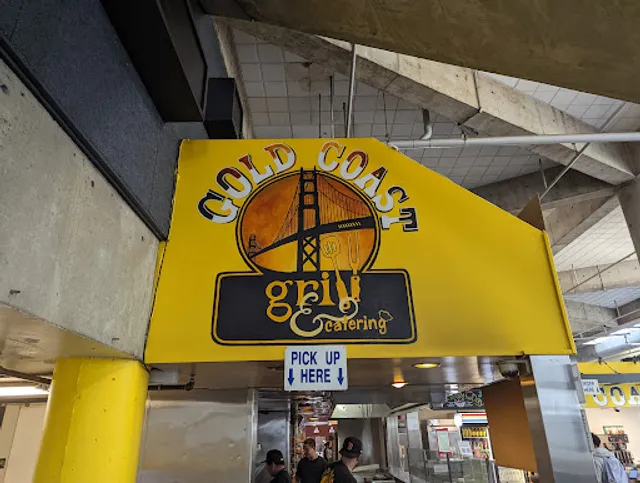 GOLD COAST
grill
& catering
PICK UP
HERE